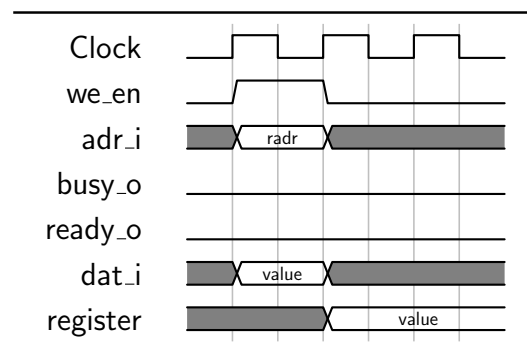 Clock
we_en
adr_i radr
busy_o
ready_o
dat_i value
register value